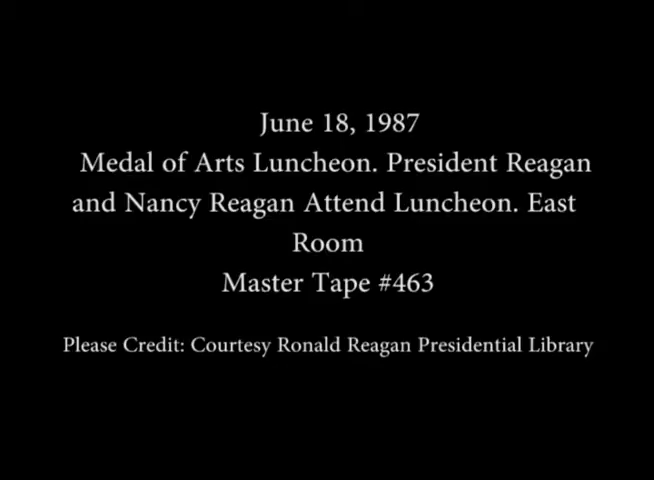 June 18, 1987
Medal of Arts Luncheon. President Reagan
and Nancy Reagan Attend Luncheon. East
Room
Master Tape #463
Please Credit: Courtesy Ronald Reagan Presidential Library